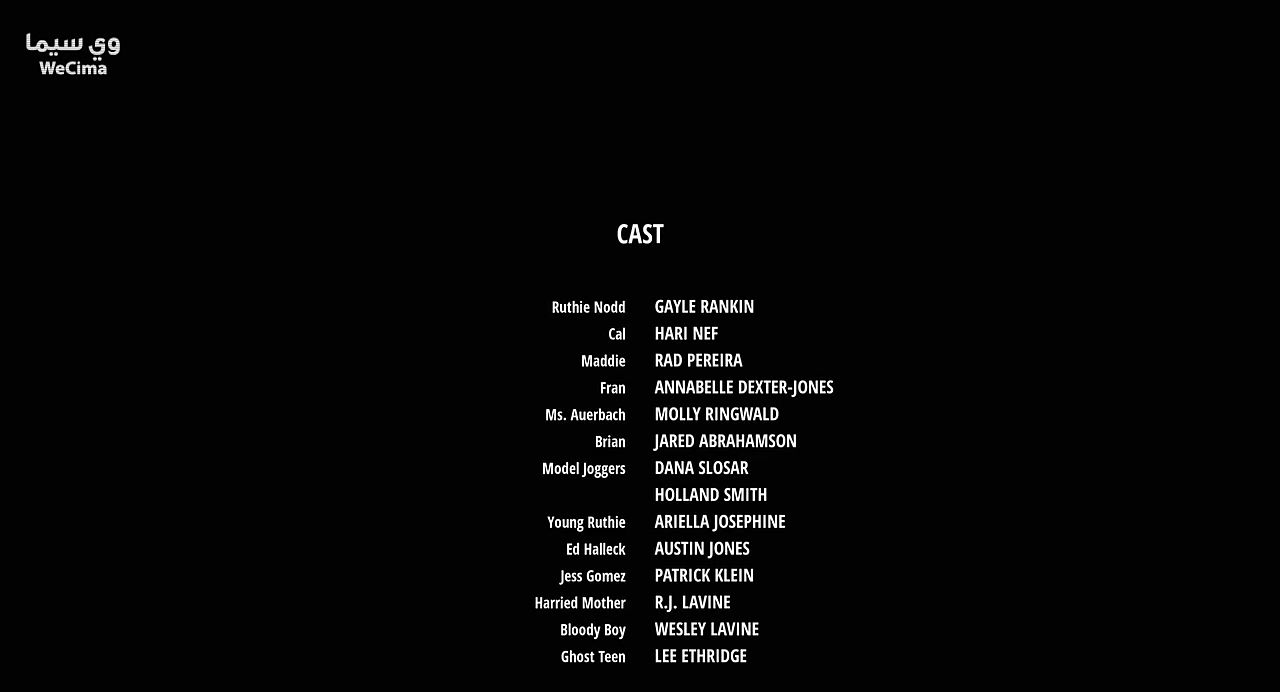 وي سيما
WeCima
CAST
Ruthie Nodd GAYLE RANKIN
Cal HARI NEF
Maddie RAD PEREIRA
Fran ANNABELLE DEXTER-JONES
Ms. Auerbach MOLLY RINGWALD
Brian JARED ABRAHAMSON
Model Joggers DANA SLOSAR
HOLLAND SMITH
Young Ruthie ARIELLA JOSEPHINE
Ed Halleck AUSTIN JONES
Jess Gomez PATRICK KLEIN
Harried Mother R.J. LAVINE
Bloody Boy WESLEY LAVINE
Ghost Teen LEE ETHRIDGE